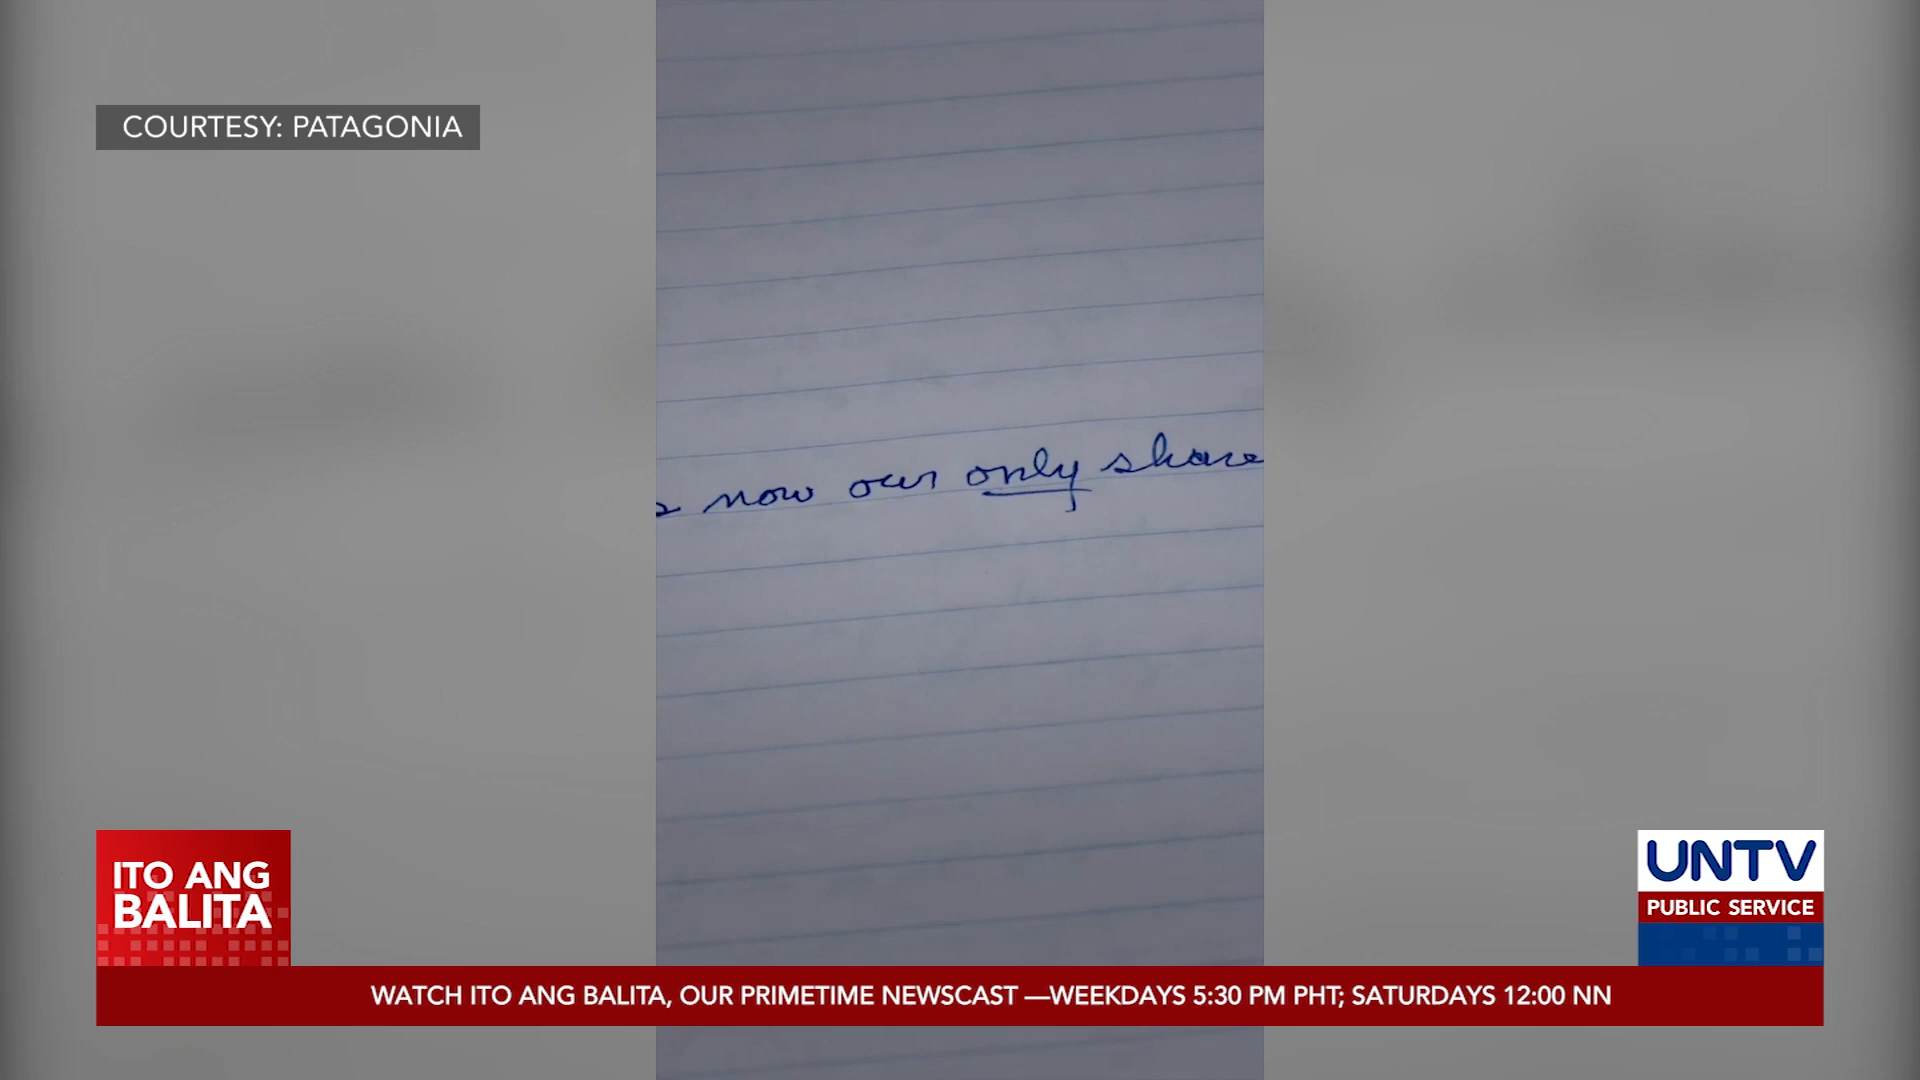 COURTESY: PATAGONIA
now our only share
ITO ANG
BALITA
UNTV
PUBLIC SERVICE
WATCH ITO ANG BALITA, OUR PRIMETIME NEWSCAST —WEEKDAYS 5:30 PM PHT; SATURDAYS 12:00 NN